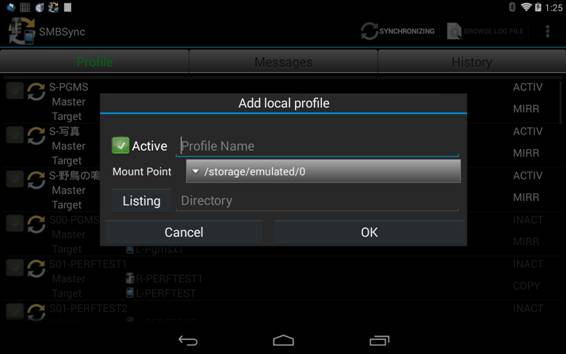 1:25
SMBSync
SYNCHRONIZING
BROWSE LOG FILE
Profile
Messages
History
S-PGMS
ACTIV
Master
MIRR
Target
S-写真
ACTIV
Master
MIRR
Target
S-野鳥の鳴
ACTIV
Master
MIRR
Target
Add local profile
Active
Profile Name
Mount Point
/storage/emulated/0
Listing
Directory
Cancel
OK
S00-PGMS
INACT
Master
MIRR
Target
L-Pgmsx1
S01-PERFTEST1
INACT
Master
R-PERFTEST1
COPY
Target
L-PERFTEST
S01-PERFTEST2
INACT